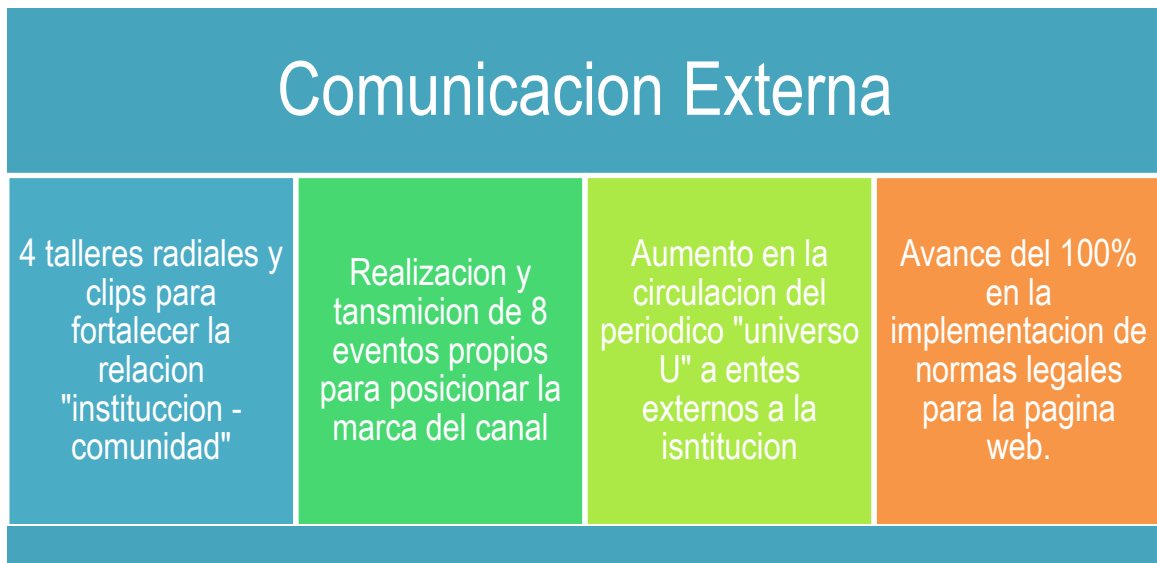 Comunicacion Externa
4 talleres radiales y
clips para
fortalecer la
relacion
"instituccion -
comunidad"
Realizacion y
tansmicion de 8
eventos propios
para posicionar la
marca del canal
Aumento en la
circulacion del
periodico "universo
U" a entes
externos a la
isntitucion
Avance del 100%
en la
implementacion de
normas legales
para la pagina
web.